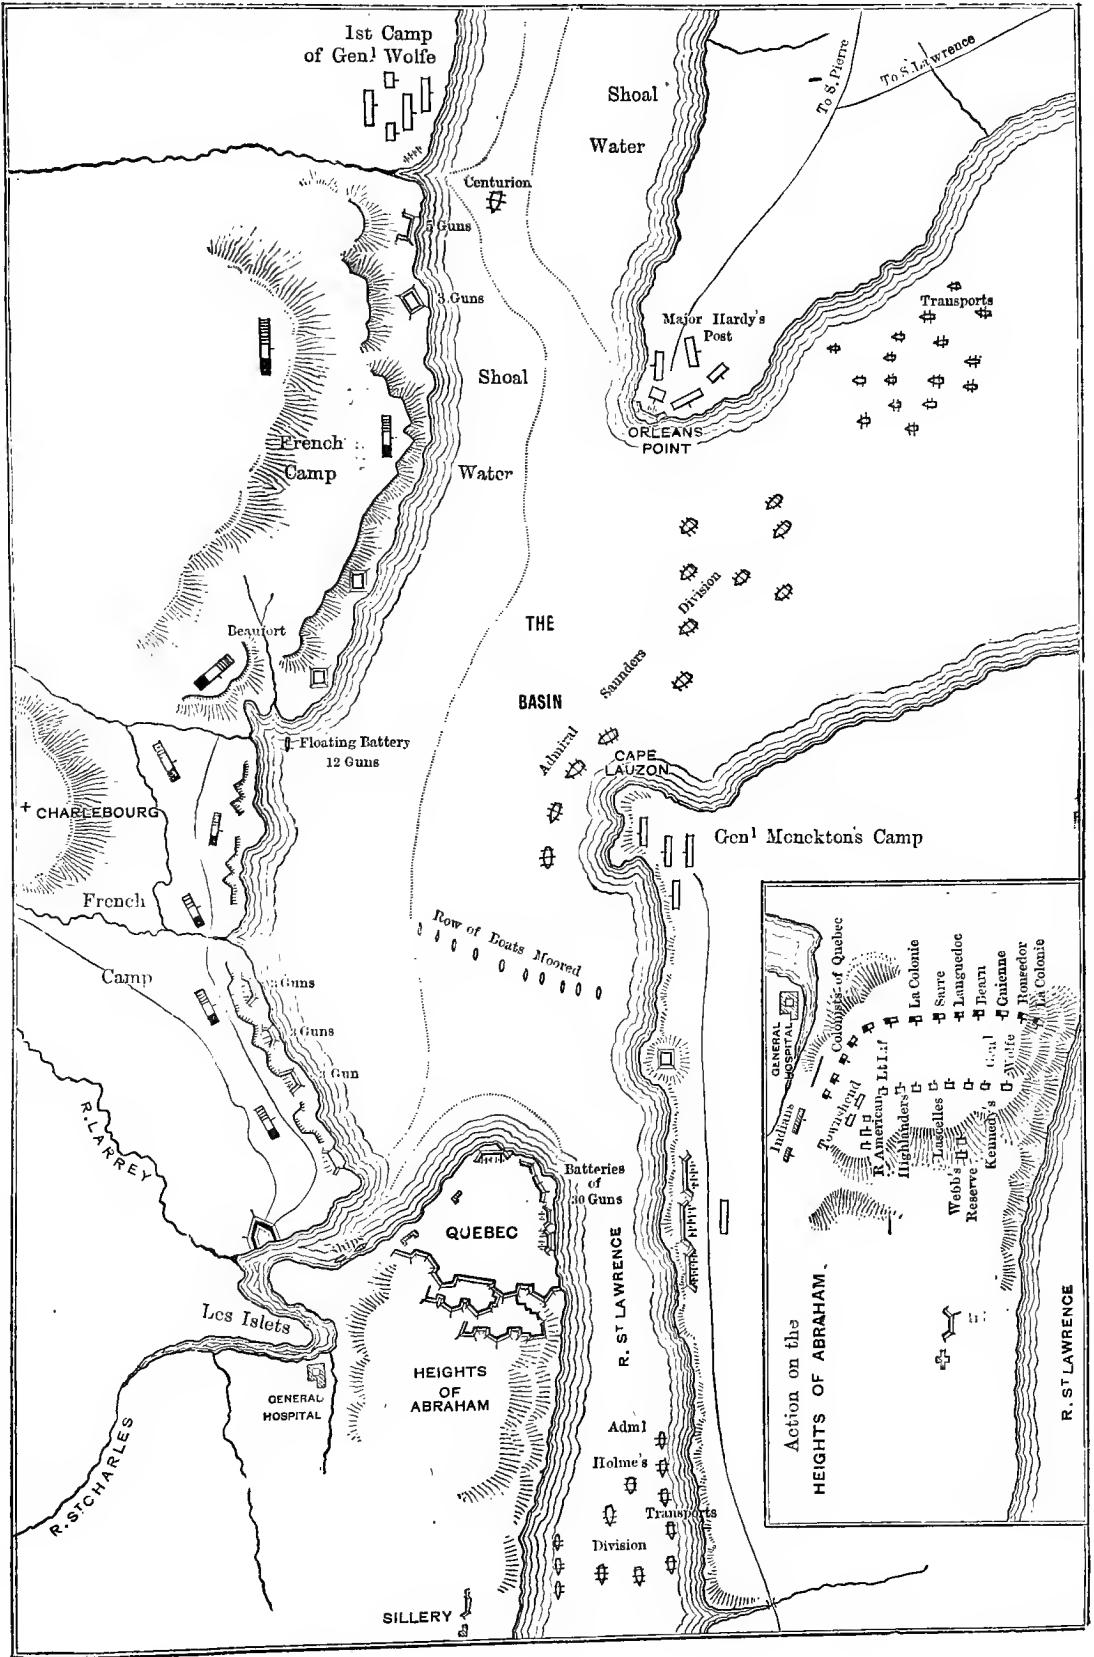 1st Camp
of Genl Wolfe
Shoal
Water
To S. Pierre
To S. Lawrence
Centurion
5 Guns
3 Guns
Transports
Major Hardy's
Post
Shoal
Water
ORLEANS
POINT
French
Camp
Division
THE
BASIN
Beaufort
Saunders
Admiral
Floating Battery
12 Guns
CAPE
LAUZON
+ CHARLEBOURG
Genl Monckton's Camp
French
Camp
Row of Boats Moored
Guns
3 Guns
Gun
R. LARREY
Batteries
of
30 Guns
QUEBEC
Ships
R. ST LAWRENCE
Les Islets
HEIGHTS
OF
ABRAHAM
GENERAL
HOSPITAL
R. ST CHARLES
Adml
Holme's
Transports
Division
SILLERY
GENERAL
HOSPITAL
Colonists of Quebec
La Colonie
Sarre
Languedoc
Bearn
Guienne
La Colonie
Indians
Townshend
R American
Lt Inf
Highlanders
Lascelles
Kennedy's
Genl
Wolfe
Webb's
Reserve
Action on the
HEIGHTS OF ABRAHAM.
R. ST LAWRENCE